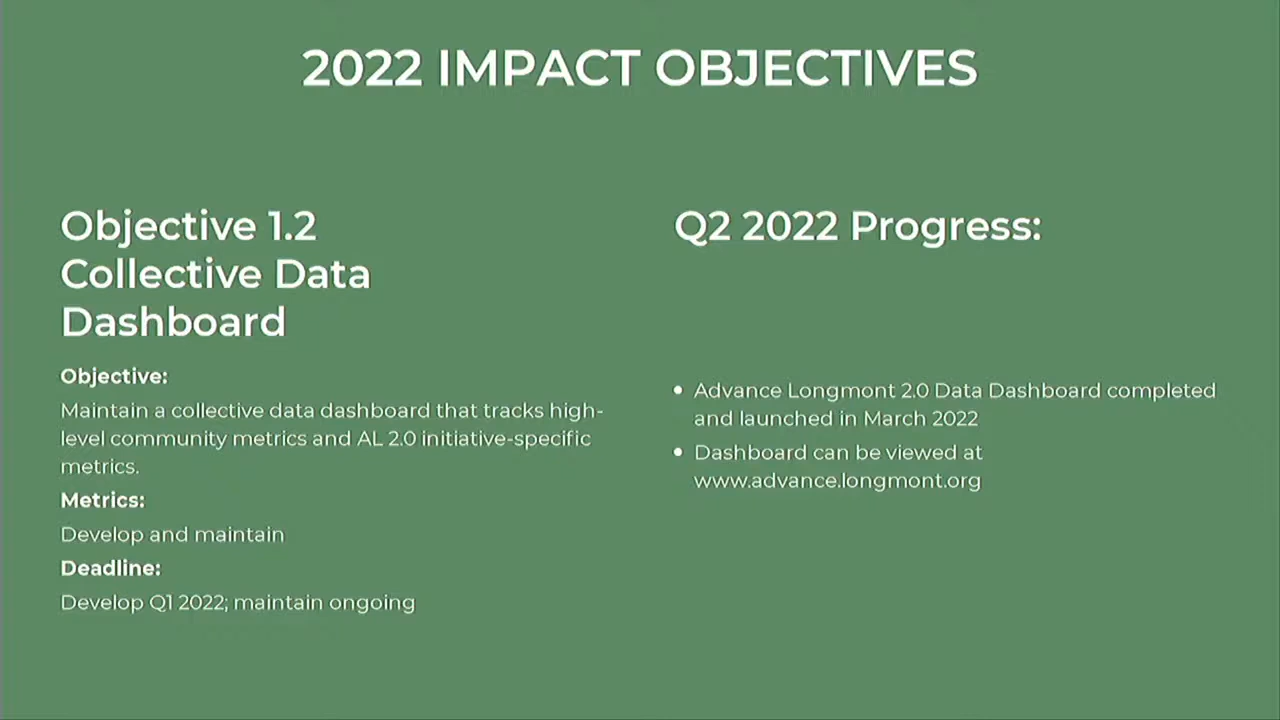 2022 IMPACT OBJECTIVES
Objective 1.2
Collective Data
Dashboard
Objective:
Maintain a collective data dashboard that tracks high-
level community metrics and AL 2.0 initiative-specific
metrics.
Metrics:
Develop and maintain
Deadline:
Develop Q1 2022; maintain ongoing
Q2 2022 Progress:
• Advance Longmont 2.0 Data Dashboard completed
and launched in March 2022
• Dashboard can be viewed at
www.advance.longmont.org